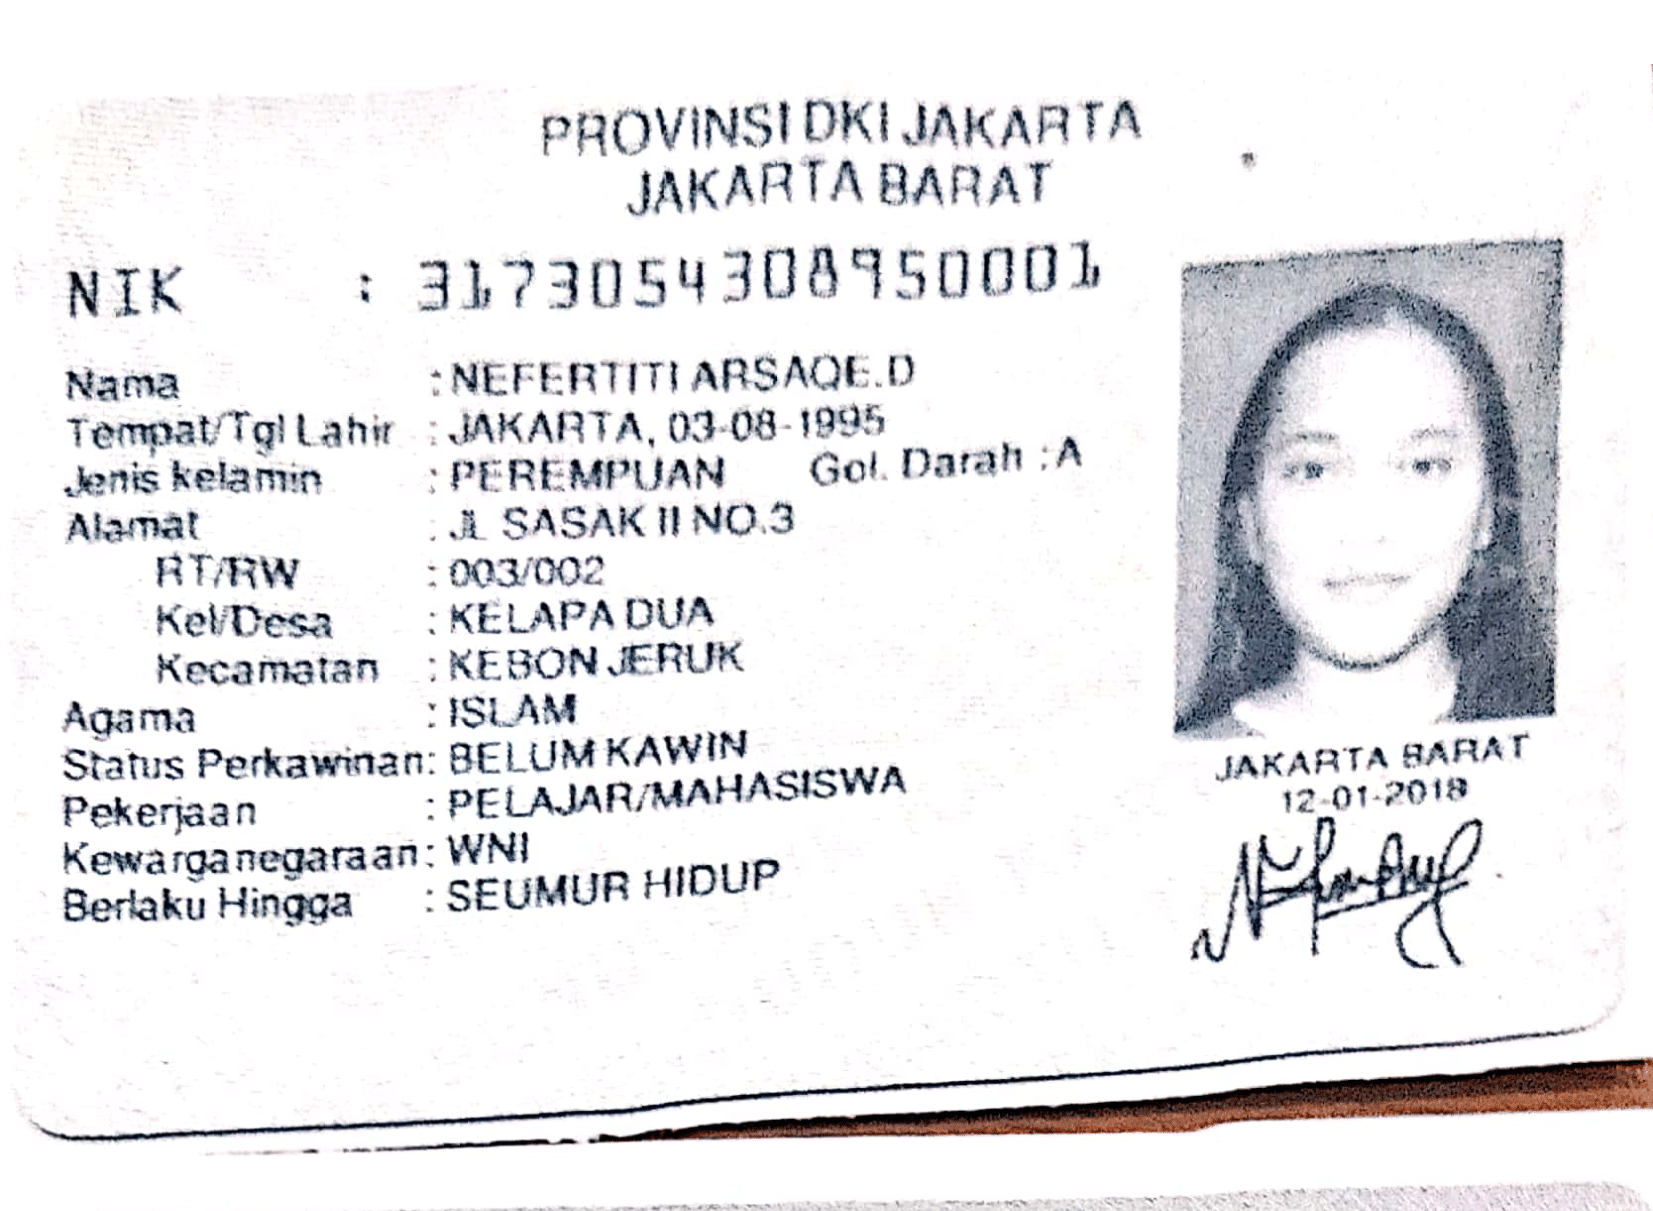 PROVINSI DKI JAKARTA
JAKARTA BARAT
NIK : 3173054308950001
Nama : NEFERTITI ARSAQE.D
Tempat/Tgl Lahir : JAKARTA, 03-08-1995
Jenis kelamin : PEREMPUAN Gol. Darah : A
Alamat : JL SASAK II NO.3
RT/RW : 003/002
Kel/Desa : KELAPA DUA
Kecamatan : KEBON JERUK
Agama : ISLAM
Status Perkawinan: BELUM KAWIN
Pekerjaan : PELAJAR/MAHASISWA
Kewarganegaraan: WNI
Berlaku Hingga : SEUMUR HIDUP
JAKARTA BARAT
12-01-2018